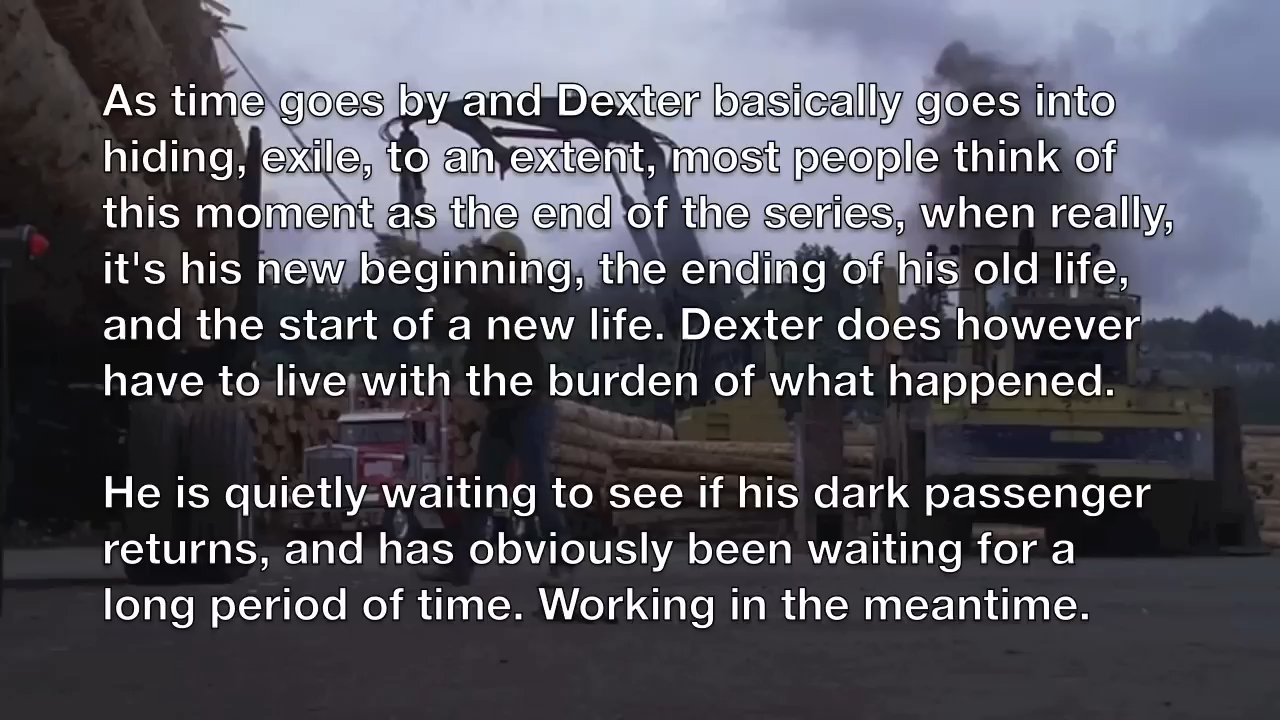 As time goes by and Dexter basically goes into
hiding, exile, to an extent, most people think of
this moment as the end of the series, when really,
it's his new beginning, the ending of his old life,
and the start of a new life. Dexter does however
have to live with the burden of what happened.
He is quietly waiting to see if his dark passenger
returns, and has obviously been waiting for a
long period of time. Working in the meantime.